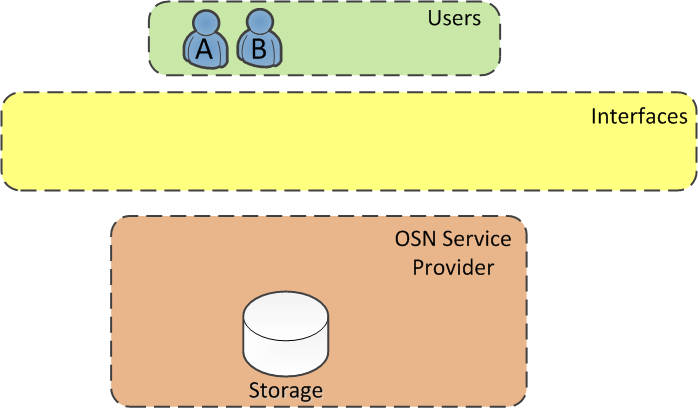 Users
A B
Interfaces
OSN Service
Provider
Storage